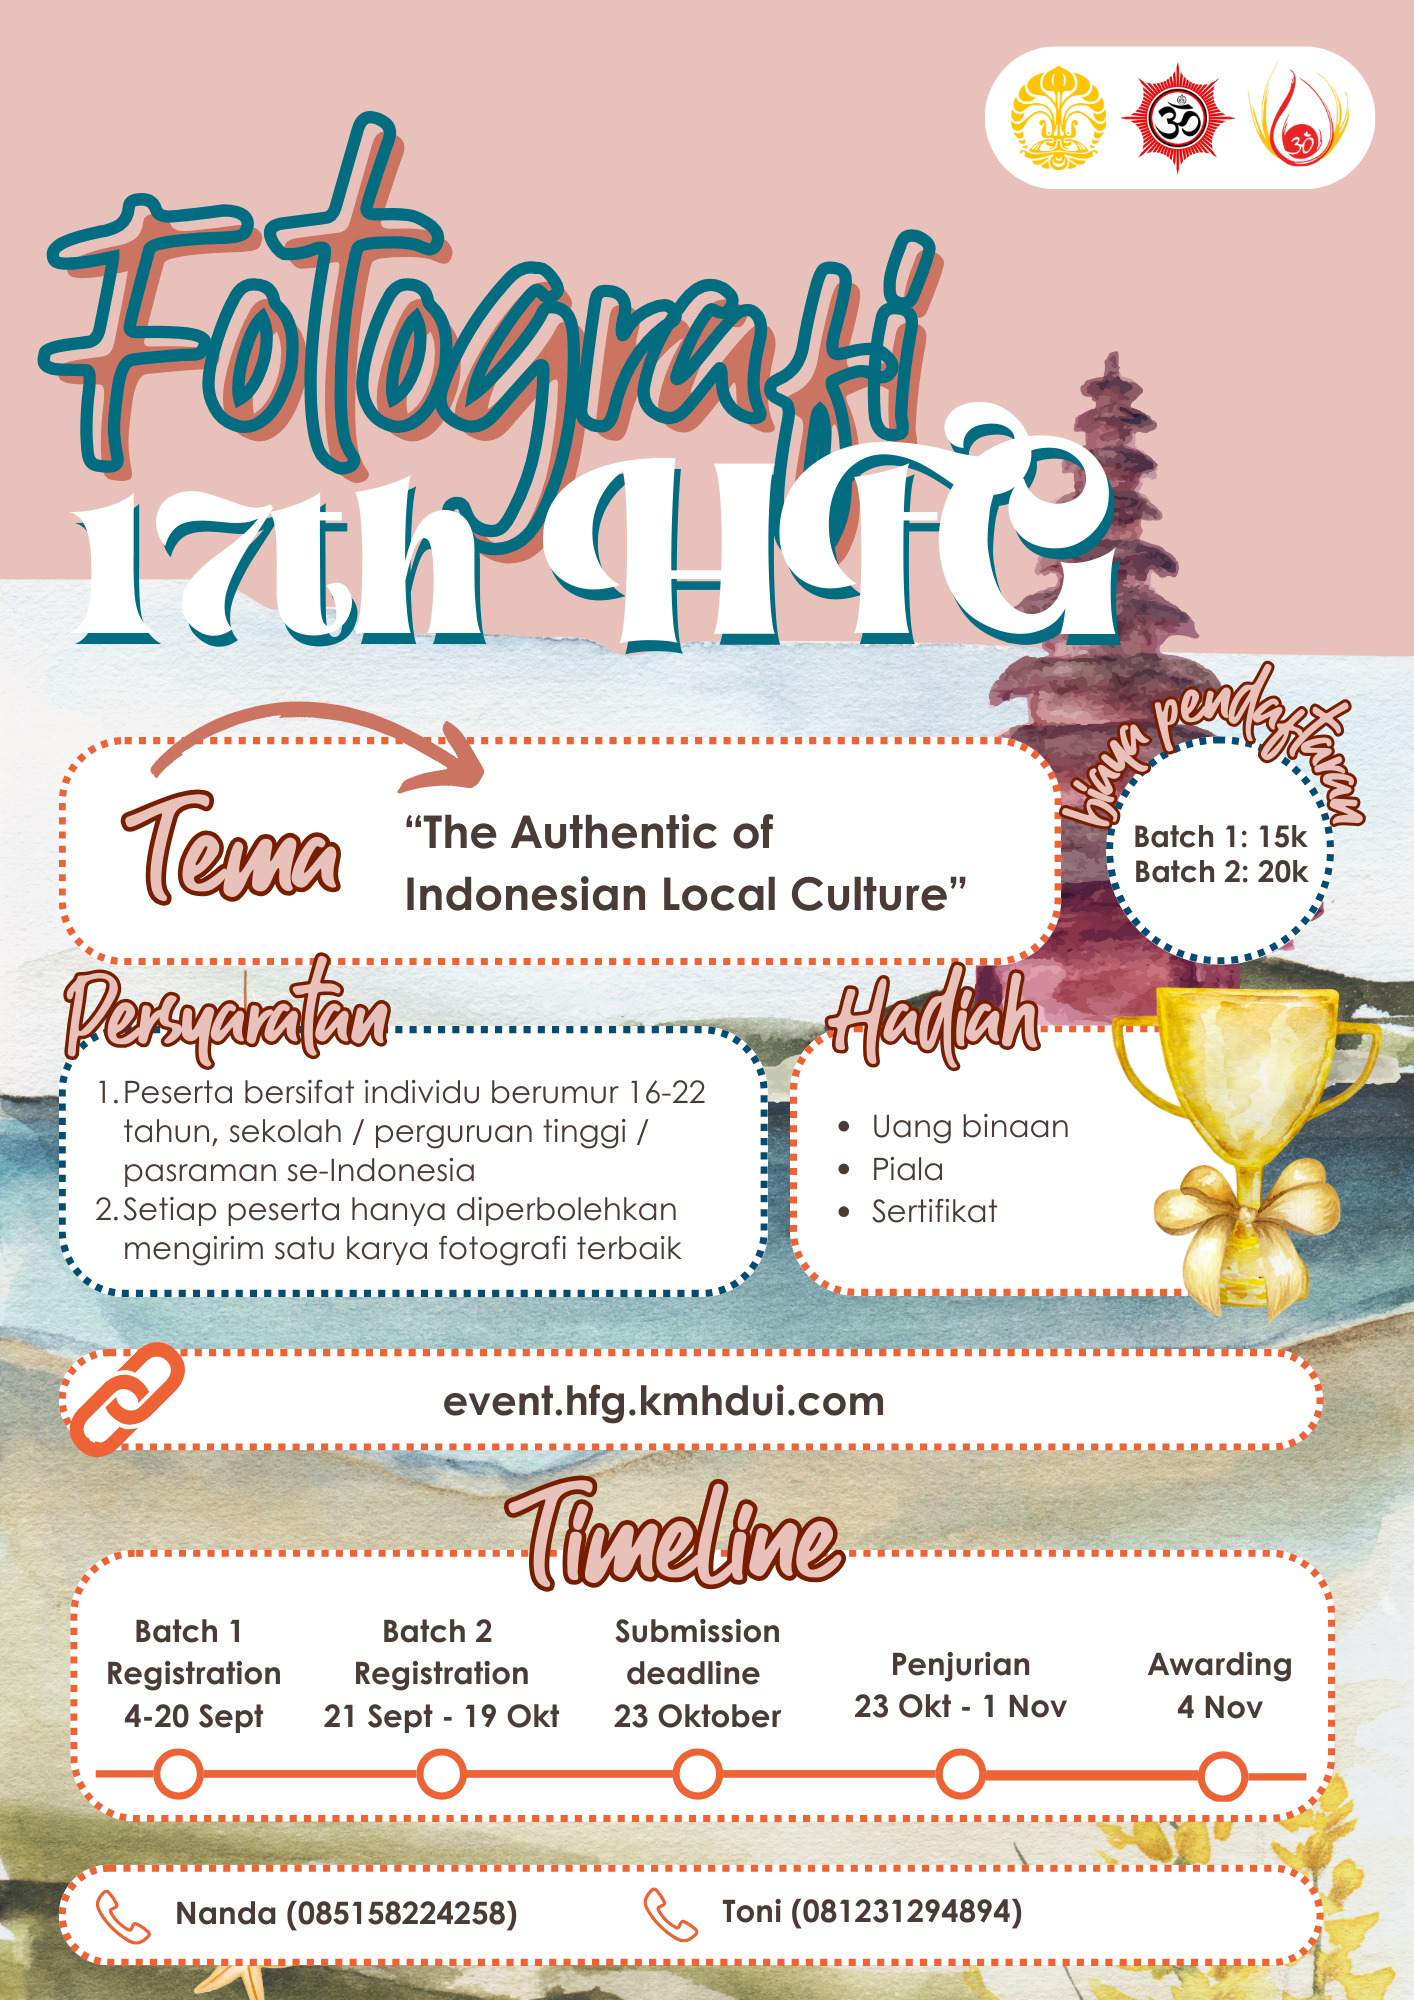 Fotografi
17th HFG
Tema
“The Authentic of
Indonesian Local Culture”
biaya pendaftaran
Batch 1: 15k
Batch 2: 20k
Persyaratan
1. Peserta bersifat individu berumur 16-22
tahun, sekolah / perguruan tinggi /
pasraman se-Indonesia
2. Setiap peserta hanya diperbolehkan
mengirim satu karya fotografi terbaik
Hadiah
• Uang binaan
• Piala
• Sertifikat
event.hfg.kmhdui.com
Timeline
Batch 1
Registration
4-20 Sept
Batch 2
Registration
21 Sept - 19 Okt
Submission
deadline
23 Oktober
Penjurian
23 Okt - 1 Nov
Awarding
4 Nov
Nanda (085158224258)
Toni (081231294894)